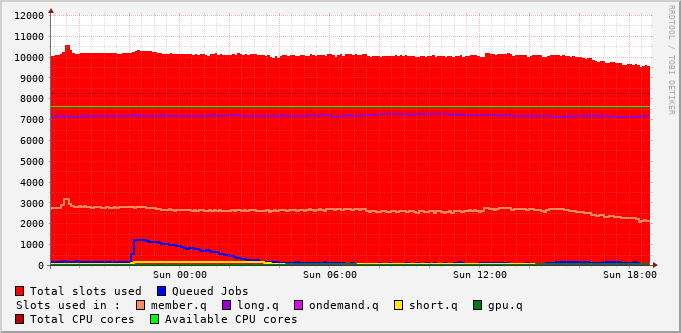 12000
11000
10000
9000
8000
7000
6000
5000
4000
3000
2000
1000
0
Sun 00:00 Sun 06:00 Sun 12:00 Sun 18:00
Total slots used Queued Jobs
Slots used in : member.q long.q ondemand.q short.q gpu.q
Total CPU cores Available CPU cores
RRDTOOL / TOBI OETIKER